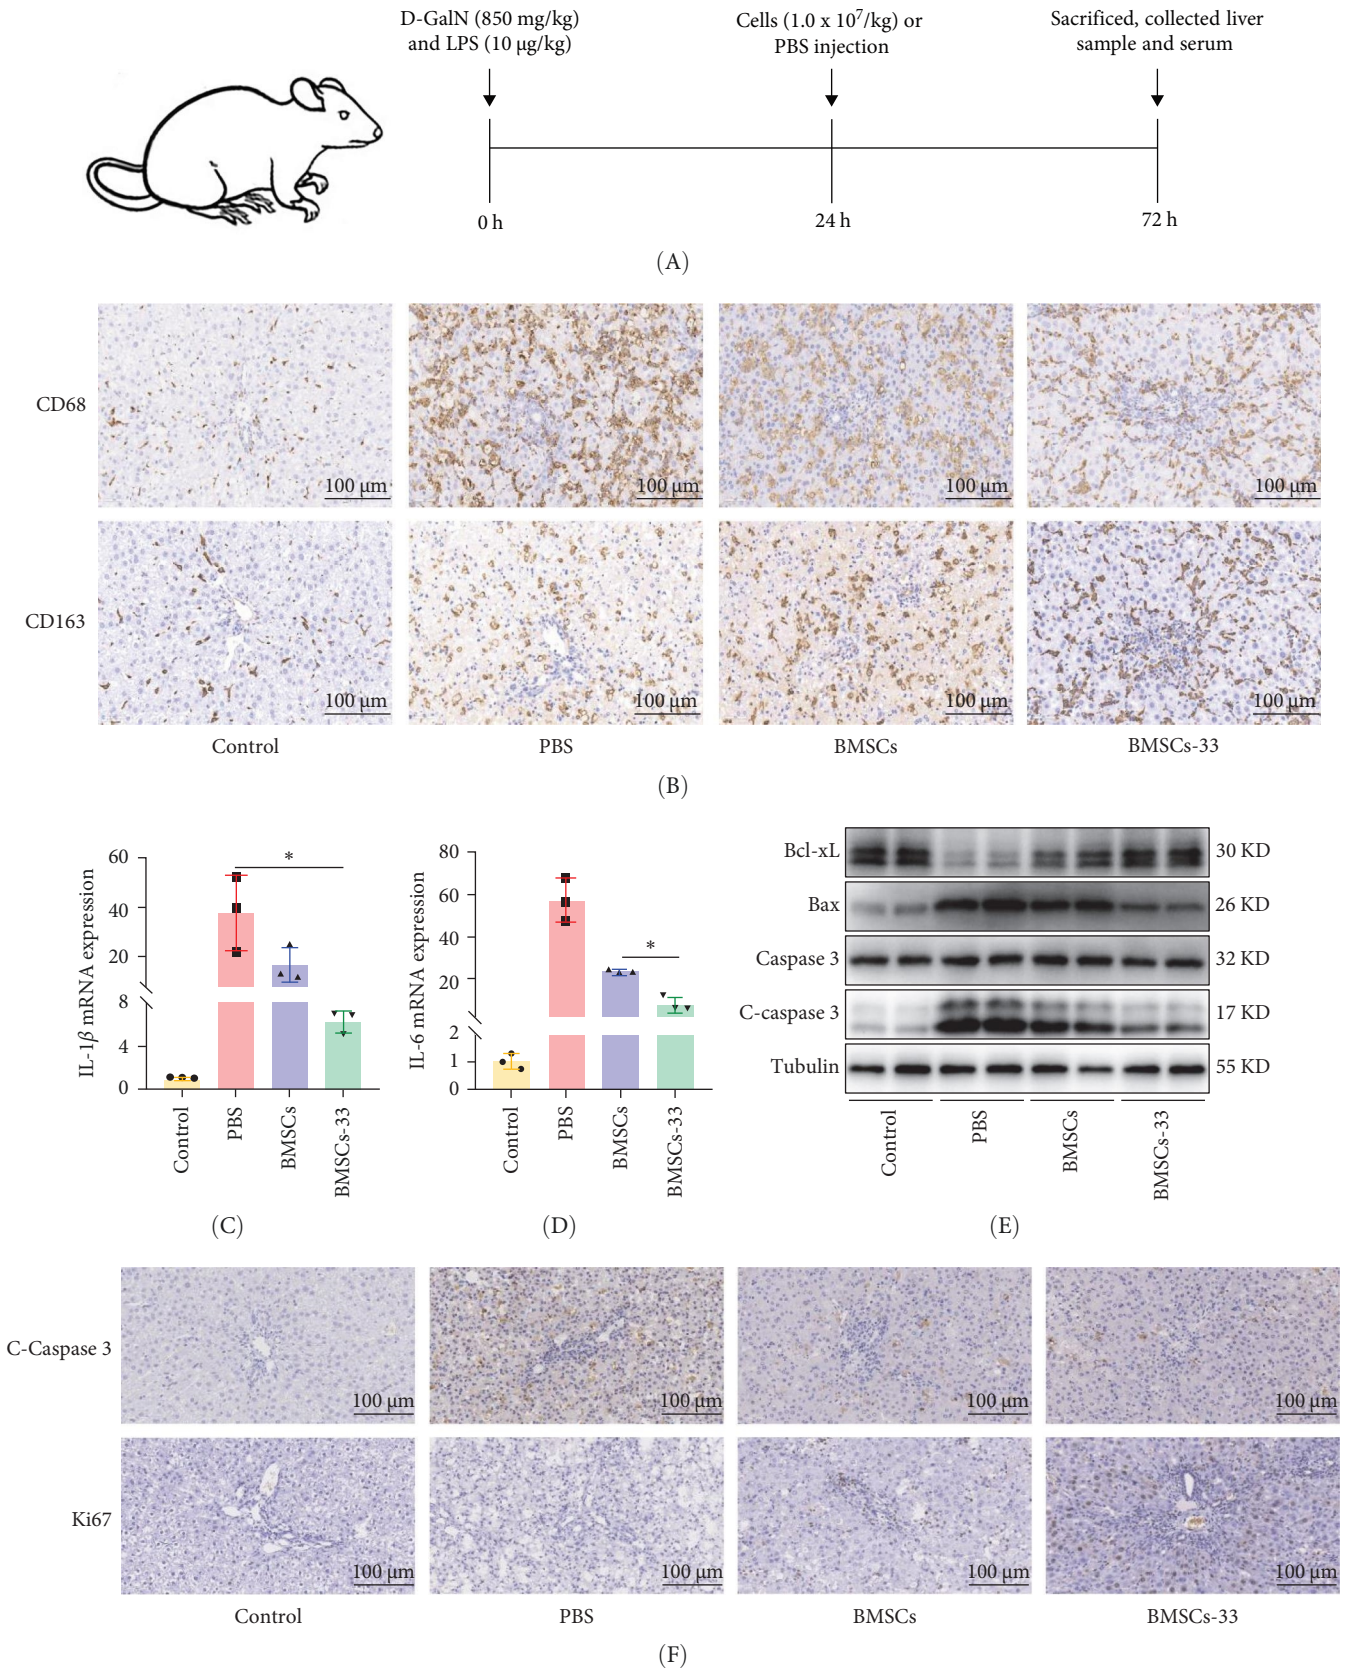 D-GalN (850 mg/kg)
and LPS (10 µg/kg)
Cells (1.0 x 10⁷/kg) or
PBS injection
Sacrificed, collected liver
sample and serum
0 h
24 h
72 h
(A)
CD68
100 µm
100 µm
100 µm
100 µm
CD163
100 µm
100 µm
100 µm
100 µm
Control
PBS
BMSCs
BMSCs-33
(B)
IL-1β mRNA expression
60
40
20
8
4
0
*
Control
PBS
BMSCs
BMSCs-33
(C)
IL-6 mRNA expression
80
60
40
20
2
1
0
*
Control
PBS
BMSCs
BMSCs-33
(D)
Bcl-xL
30 KD
Bax
26 KD
Caspase 3
32 KD
C-caspase 3
17 KD
Tubulin
55 KD
Control
PBS
BMSCs
BMSCs-33
(E)
C-Caspase 3
100 µm
100 µm
100 µm
100 µm
Ki67
100 µm
100 µm
100 µm
100 µm
Control
PBS
BMSCs
BMSCs-33
(F)